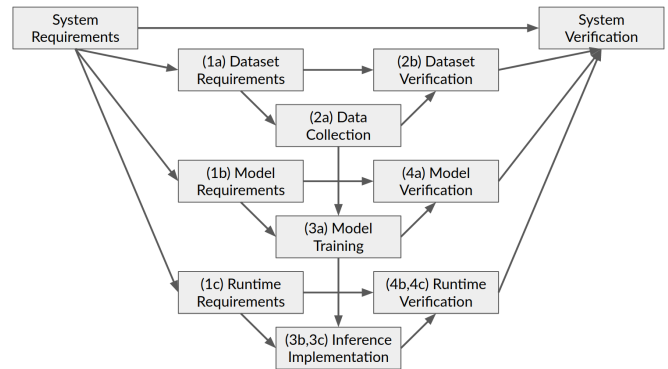 System
Requirements
System
Verification
(1a) Dataset
Requirements
(2b) Dataset
Verification
(2a) Data
Collection
(1b) Model
Requirements
(4a) Model
Verification
(3a) Model
Training
(1c) Runtime
Requirements
(4b,4c) Runtime
Verification
(3b,3c) Inference
Implementation